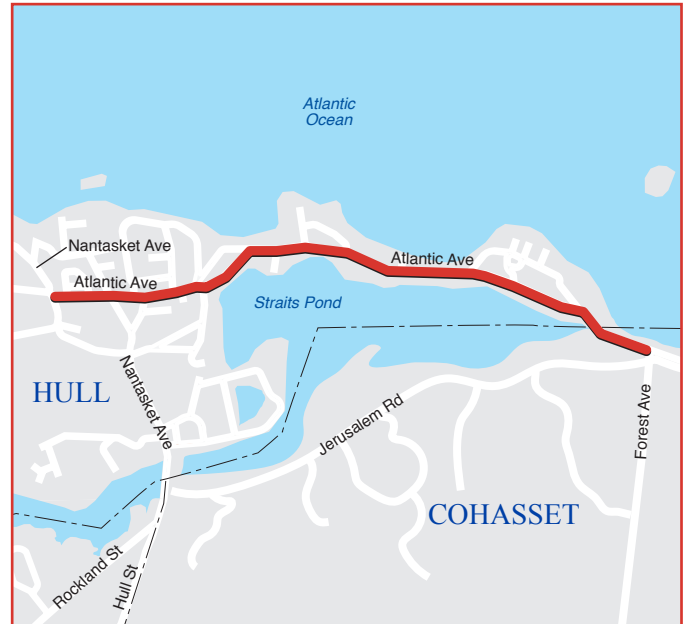 Atlantic
Ocean
Nantasket Ave
Atlantic Ave
Atlantic Ave
Straits Pond
Nantasket Ave
HULL
Jerusalem Rd
Forest Ave
COHASSET
Rockland St
Hull St